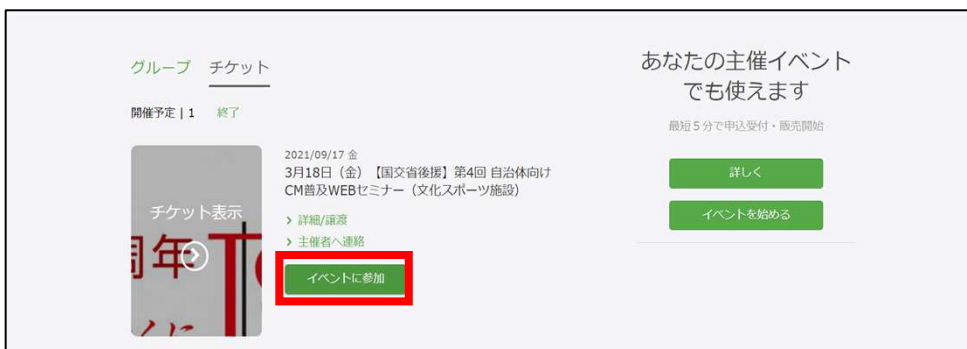 グループ チケット
開催予定 | 1 終了
チケット表示
周年 T
くに
2021/09/17 金
3月18日（金）【国交省後援】第4回 自治体向け
CM普及WEBセミナー（文化スポーツ施設）
詳細/譲渡
主催者へ連絡
イベントに参加
あなたの主催イベント
でも使えます
最短５分で申込受付・販売開始
詳しく
イベントを始める